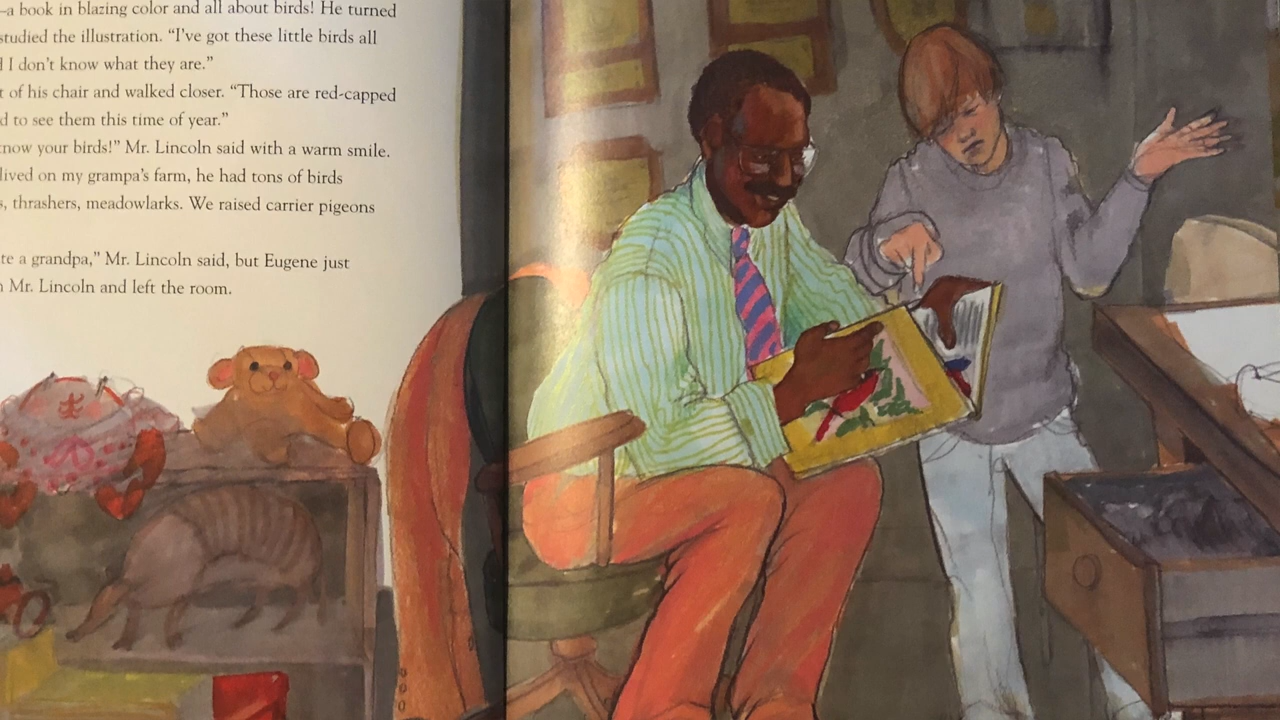 –a book in blazing color and all about birds! He turned
studied the illustration. “I’ve got these little birds all
I don’t know what they are.”
of his chair and walked closer. “Those are red-capped
to see them this time of year.”
know your birds!” Mr. Lincoln said with a warm smile.
lived on my grampa’s farm, he had tons of birds
thrashers, meadowlarks. We raised carrier pigeons
a grandpa,” Mr. Lincoln said, but Eugene just
Mr. Lincoln and left the room.